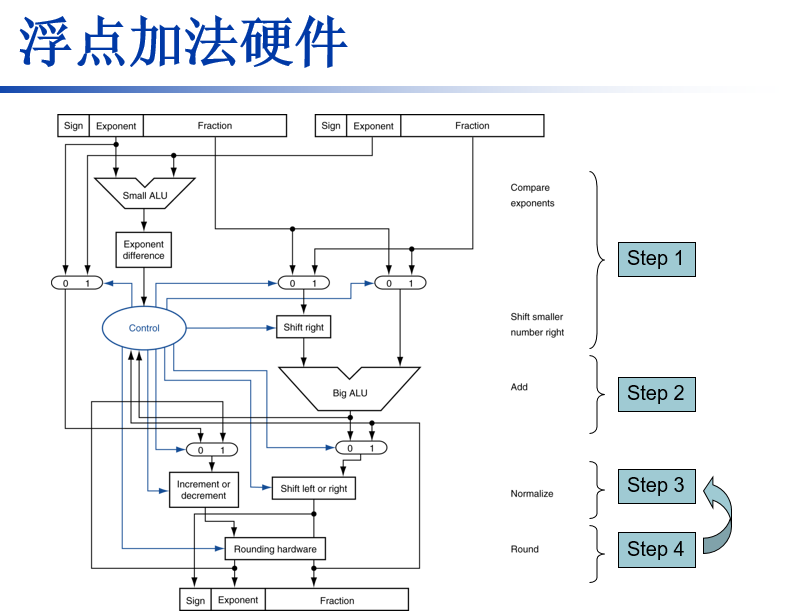 浮点加法硬件
Sign Exponent Fraction
Sign Exponent Fraction
Small ALU
Compare
exponents
Exponent
difference
Step 1
0 1
0 1
0 1
Control
Shift right
Shift smaller
number right
Big ALU
Add
Step 2
0 1
0 1
Increment or
decrement
Shift left or right
Normalize
Step 3
Rounding hardware
Round
Step 4
Sign Exponent Fraction